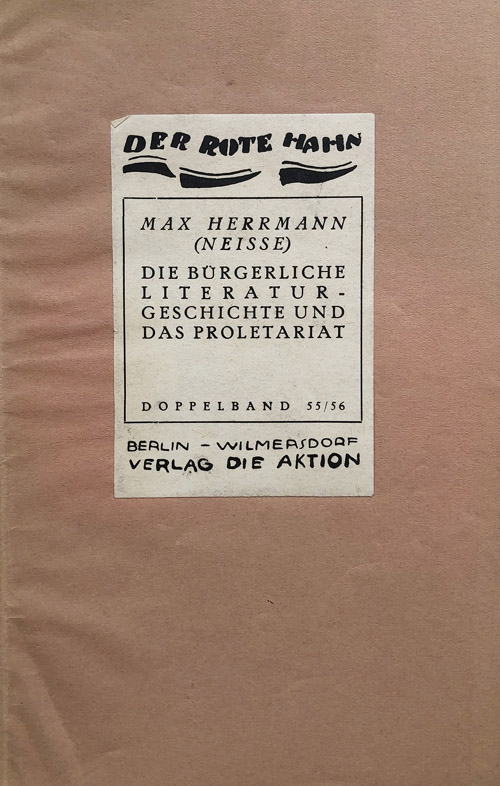 DER ROTE HAHN
MAX HERRMANN
(NEISSE)
DIE BÜRGERLICHE
LITERATUR-
GESCHICHTE UND
DAS PROLETARIAT
DOPPELBAND 55/56
BERLIN – WILMERSDORF
VERLAG DIE AKTION